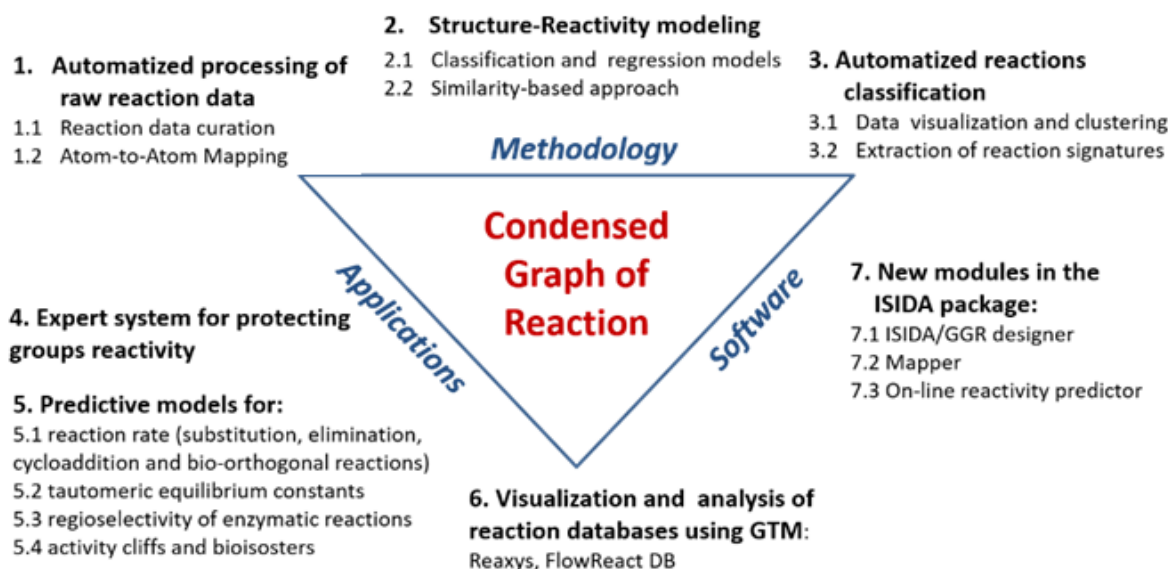 1. Automatized processing of
raw reaction data
1.1 Reaction data curation
1.2 Atom-to-Atom Mapping
2. Structure-Reactivity modeling
2.1 Classification and regression models
2.2 Similarity-based approach
3. Automatized reactions
classification
3.1 Data visualization and clustering
3.2 Extraction of reaction signatures
Methodology
Condensed
Graph of
Reaction
Applications
Software
4. Expert system for protecting
groups reactivity
5. Predictive models for:
5.1 reaction rate (substitution, elimination,
cycloaddition and bio-orthogonal reactions)
5.2 tautomeric equilibrium constants
5.3 regioselectivity of enzymatic reactions
5.4 activity cliffs and bioisosters
6. Visualization and analysis of
reaction databases using GTM:
Reaxys, FlowReact DB
7. New modules in the
ISIDA package:
7.1 ISIDA/GGR designer
7.2 Mapper
7.3 On-line reactivity predictor